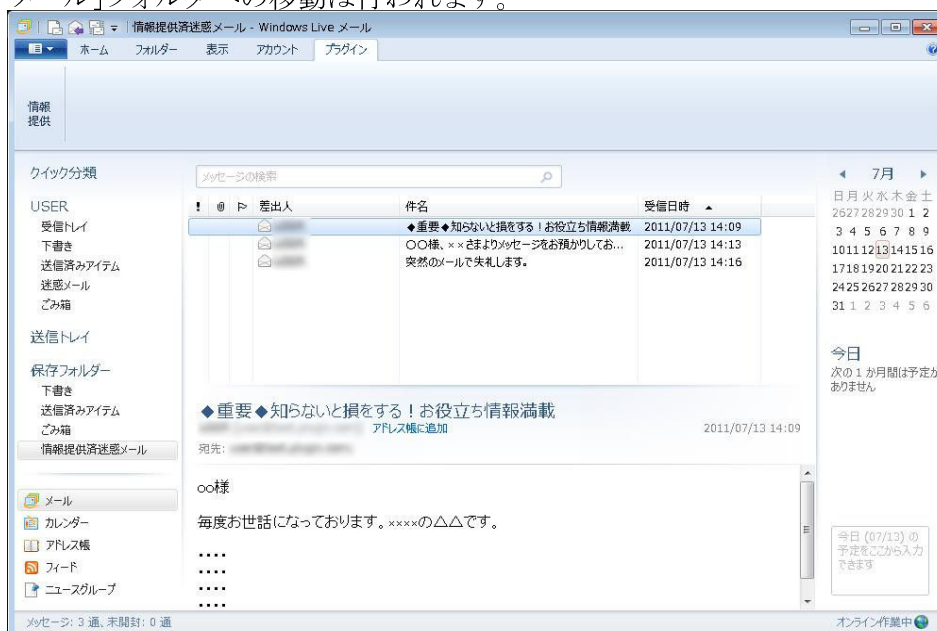 メール」フォルダーへの移動は行われます。
情報提供済迷惑メール - Windows Live メール
ホーム フォルダー 表示 アカウント プラグイン
情報
提供
クイック分類
USER
受信トレイ
下書き
送信済みアイテム
迷惑メール
ごみ箱
送信トレイ
保存フォルダー
下書き
送信済みアイテム
ごみ箱
情報提供済迷惑メール
メール
カレンダー
アドレス帳
フィード
ニュースグループ
メッセージの検索
! 差出人 件名 受信日時
◆重要◆知らないと損をする！お役立ち情報満載 2011/07/13 14:09
〇〇様、××さまよりメッセージをお預かりしてお... 2011/07/13 14:13
突然のメールで失礼します。 2011/07/13 14:16
◆重要◆知らないと損をする！お役立ち情報満載
アドレス帳に追加 2011/07/13 14:09
宛先:
oo様
毎度お世話になっております。××××の△△です。
････
････
････
････
7月
日 月 火 水 木 金 土
26 27 28 29 30 1 2
3 4 5 6 7 8 9
10 11 12 13 14 15 16
17 18 19 20 21 22 23
24 25 26 27 28 29 30
31 1 2 3 4 5 6
今日
次の 1 か月間は予定が
ありません
今日 (07/13) の
予定をここから入力
できます
メッセージ: 3 通、未開封: 0 通
オンライン作業中